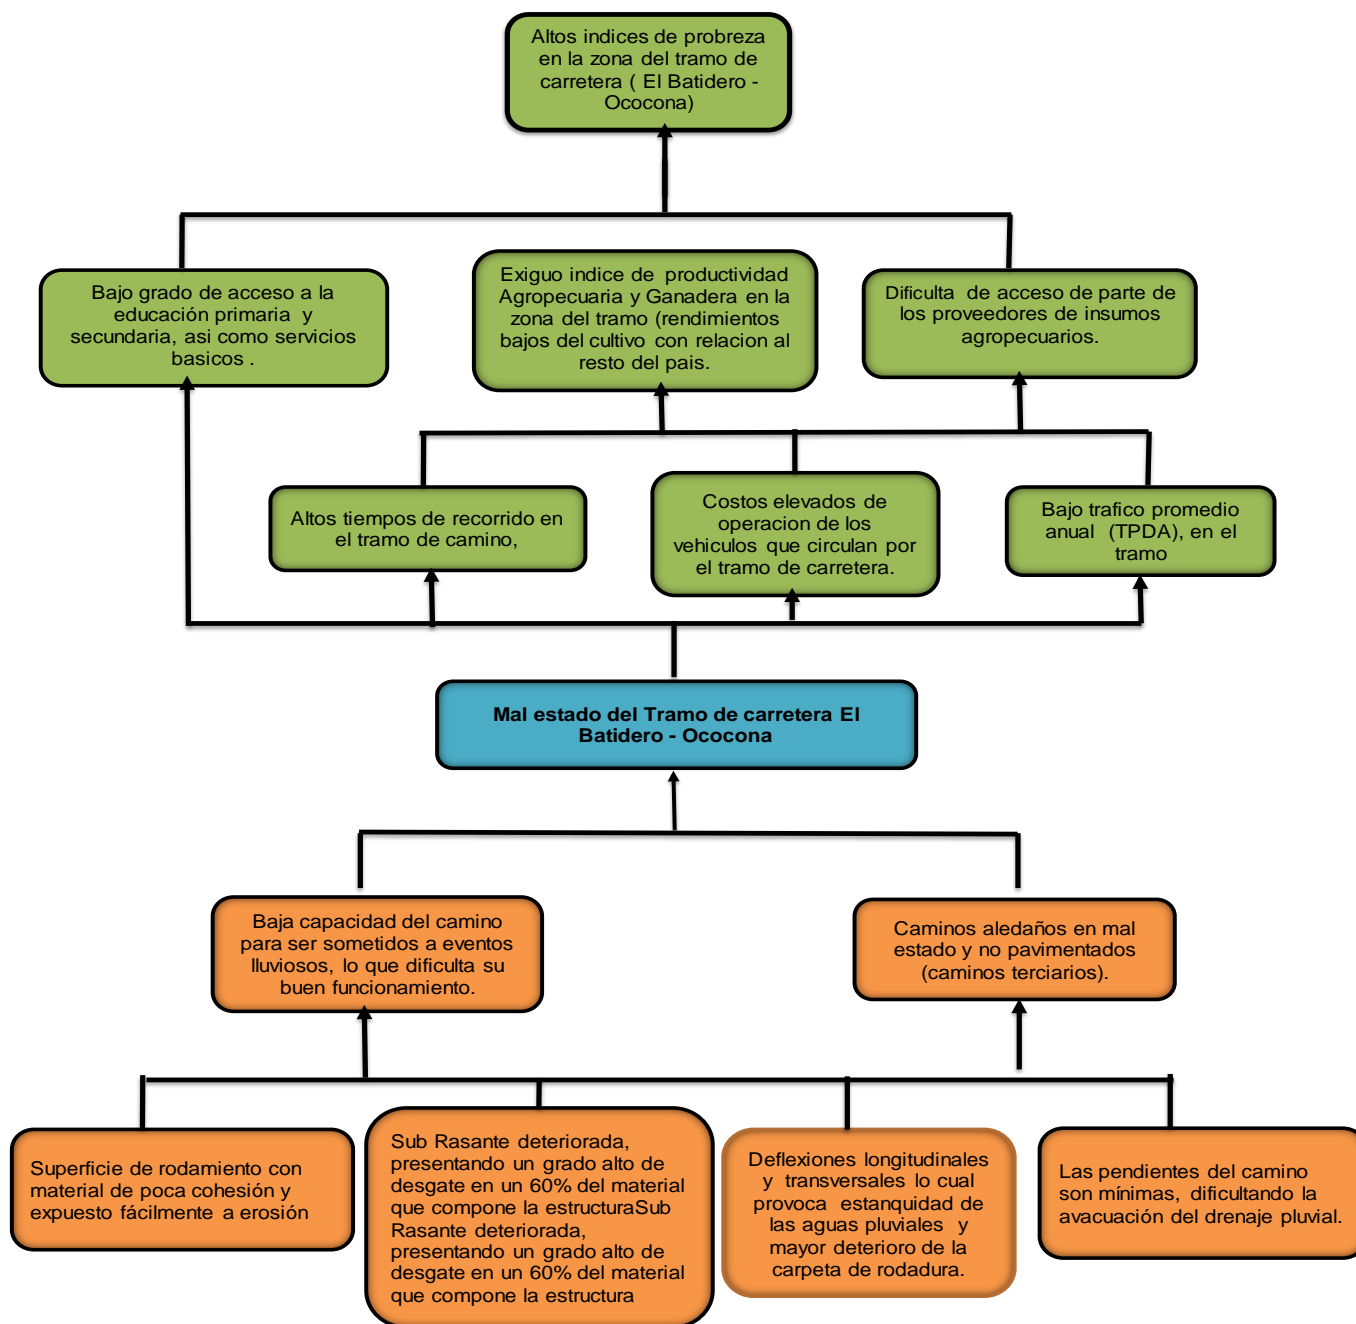 Altos indices de probreza
en la zona del tramo de
carretera ( El Batidero -
Ococona)
Bajo grado de acceso a la
educación primaria y
secundaria, asi como servicios
basicos .
Exiguo indice de productividad
Agropecuaria y Ganadera en la
zona del tramo (rendimientos
bajos del cultivo con relacion al
resto del pais.
Dificulta de acceso de parte de
los proveedores de insumos
agropecuarios.
Altos tiempos de recorrido en
el tramo de camino,
Costos elevados de
operacion de los
vehiculos que circulan por
el tramo de carretera.
Bajo trafico promedio
anual (TPDA), en el
tramo
Mal estado del Tramo de carretera El
Batidero - Ococona
Baja capacidad del camino
para ser sometidos a eventos
lluviosos, lo que dificulta su
buen funcionamiento.
Caminos aledaños en mal
estado y no pavimentados
(caminos terciarios).
Superficie de rodamiento con
material de poca cohesión y
expuesto fácilmente a erosión
Sub Rasante deteriorada,
presentando un grado alto de
desgate en un 60% del material
que compone la estructuraSub
Rasante deteriorada,
presentando un grado alto de
desgate en un 60% del material
que compone la estructura
Deflexiones longitudinales
y transversales lo cual
provoca estanquidad de
las aguas pluviales y
mayor deterioro de la
carpeta de rodadura.
Las pendientes del camino
son mínimas, dificultando la
avacuación del drenaje pluvial.